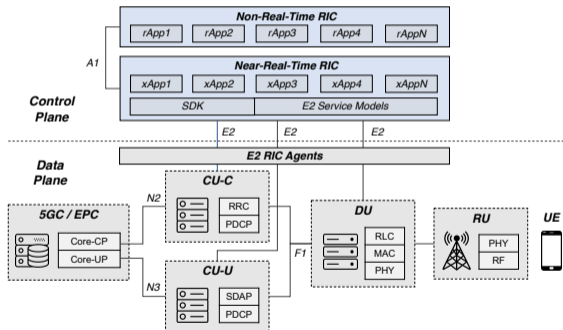 Non-Real-Time RIC
rApp1 rApp2 rApp3 rApp4 rAppN
A1
Near-Real-Time RIC
xApp1 xApp2 xApp3 xApp4 xAppN
SDK E2 Service Models
Control
Plane
E2 E2 E2
Data
Plane
E2 RIC Agents
5GC / EPC
Core-CP
Core-UP
N2
N3
CU-C
RRC
PDCP
CU-U
SDAP
PDCP
F1
DU
RLC
MAC
PHY
RU
PHY
RF
UE